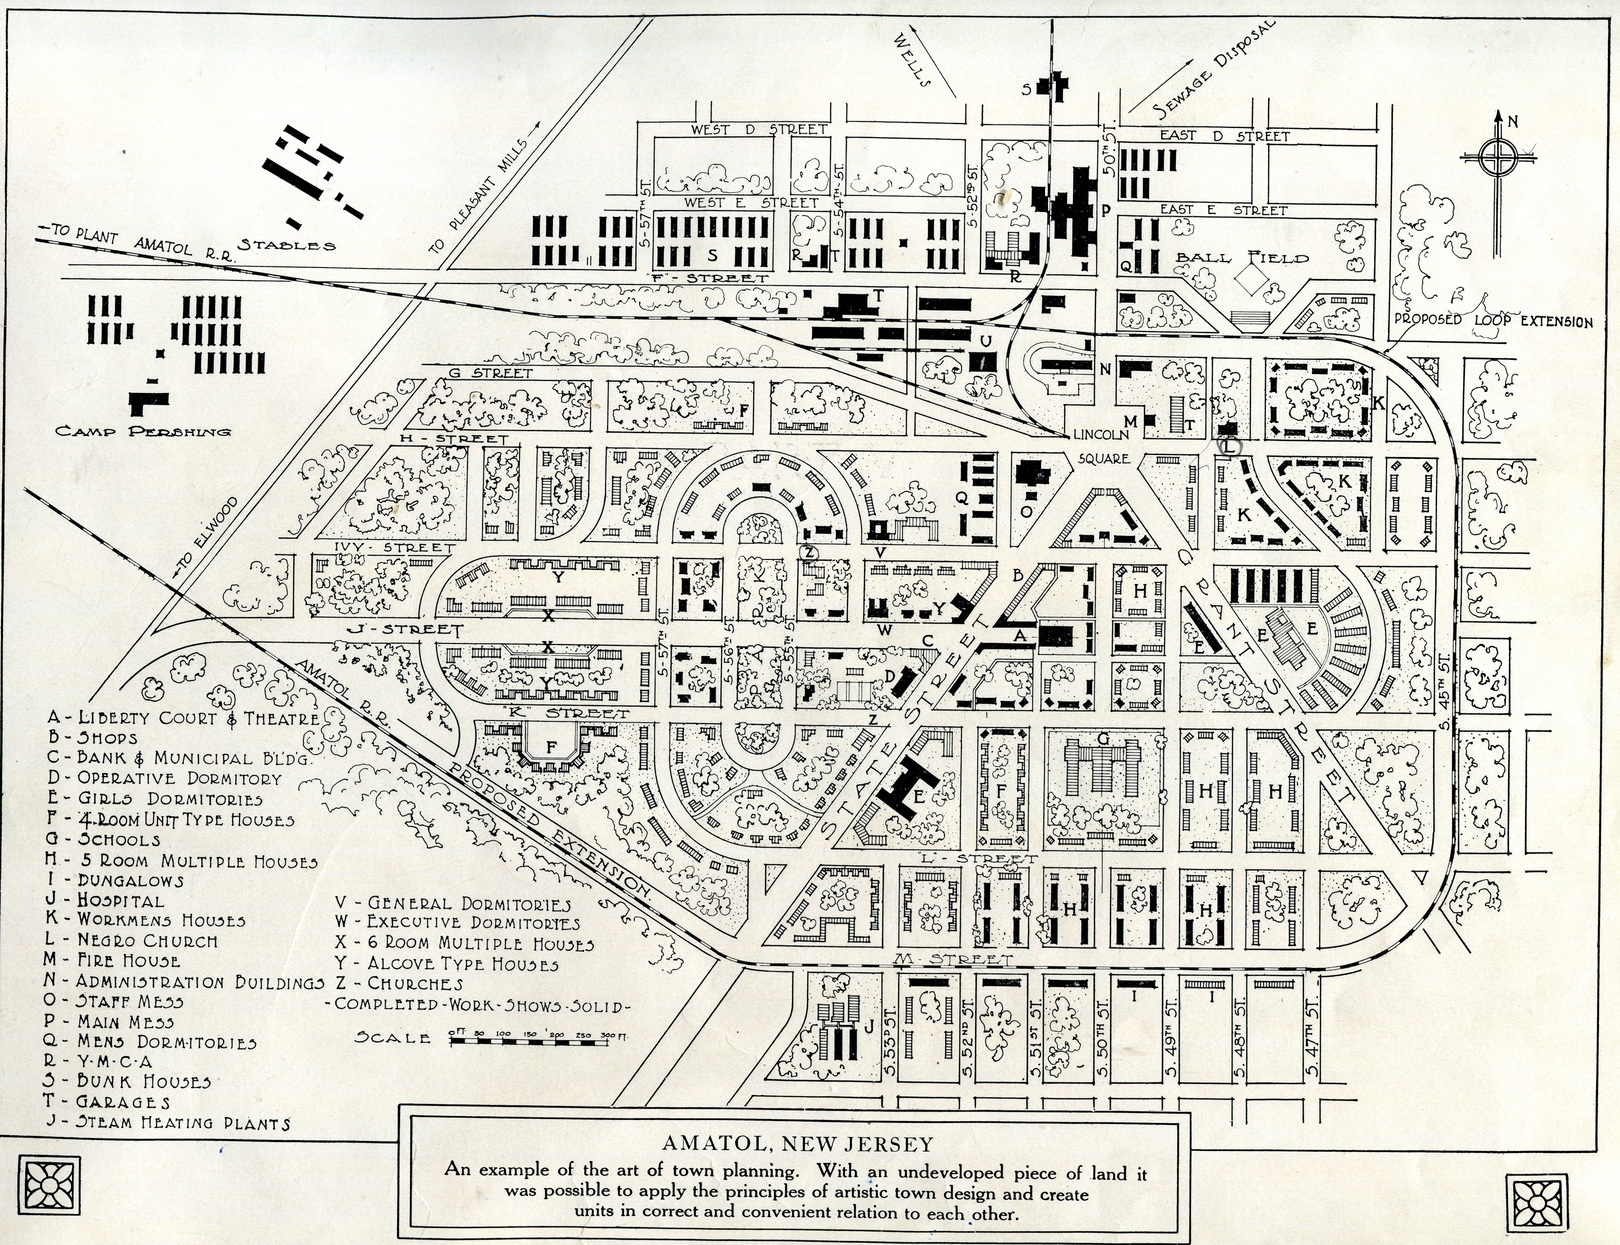 WELLS
SEWAGE DISPOSAL
S
N
WEST D STREET
50TH ST.
EAST D STREET
TO PLEASANT MILLS
S-57TH ST.
S-54TH ST.
S-52ND ST.
WEST E STREET
P
EAST E STREET
TO PLANT AMATOL R.R.
STABLES
11
S
R
T
R
Q
BALL FIELD
"F" STREET
T
PROPOSED LOOP EXTENSION
U
G STREET
N
F
M
T
K
CAMP PERSHING
H - STREET
LINCOLN
SQUARE
L
Q
O
K
K
TO ELWOOD
IVY - STREET
Z
V
GRANT STREET
Y
PARK
B
H
X
Y
W
E
E
J - STREET
C
A
E
X
S-57TH ST.
S-56TH ST.
S-55TH ST.
STATE STREET
S. 45TH ST.
Y
D
AMATOL R.R.
"K" STREET
Z
F
G
PROPOSED EXTENSION
E
F
H
H
"L" - STREET
H
H
M - STREET
J
S. 53RD ST.
S. 52ND ST.
S. 51ST ST.
S. 50TH ST.
I
S. 49TH ST.
I
S. 48TH ST.
S. 47TH ST.
A - LIBERTY COURT & THEATRE
B - SHOPS
C - BANK & MUNICIPAL B'LD'G.
D - OPERATIVE DORMITORY
E - GIRLS DORMITORIES
F - 4 ROOM UNIT TYPE HOUSES
G - SCHOOLS
H - 5 ROOM MULTIPLE HOUSES
I - BUNGALOWS
J - HOSPITAL
K - WORKMENS HOUSES
L - NEGRO CHURCH
M - FIRE HOUSE
N - ADMINISTRATION BUILDINGS
O - STAFF MESS
P - MAIN MESS
Q - MENS DORMITORIES
R - Y-M-C-A
S - BUNK HOUSES
T - GARAGES
J - STEAM HEATING PLANTS
V - GENERAL DORMITORIES
W - EXECUTIVE DORMITORIES
X - 6 ROOM MULTIPLE HOUSES
Y - ALCOVE TYPE HOUSES
Z - CHURCHES
-COMPLETED-WORK-SHOWS-SOLID-
SCALE 0 FT. 50 100 150 200 250 300 FT.
AMATOL, NEW JERSEY
An example of the art of town planning. With an undeveloped piece of land it
was possible to apply the principles of artistic town design and create
units in correct and convenient relation to each other.